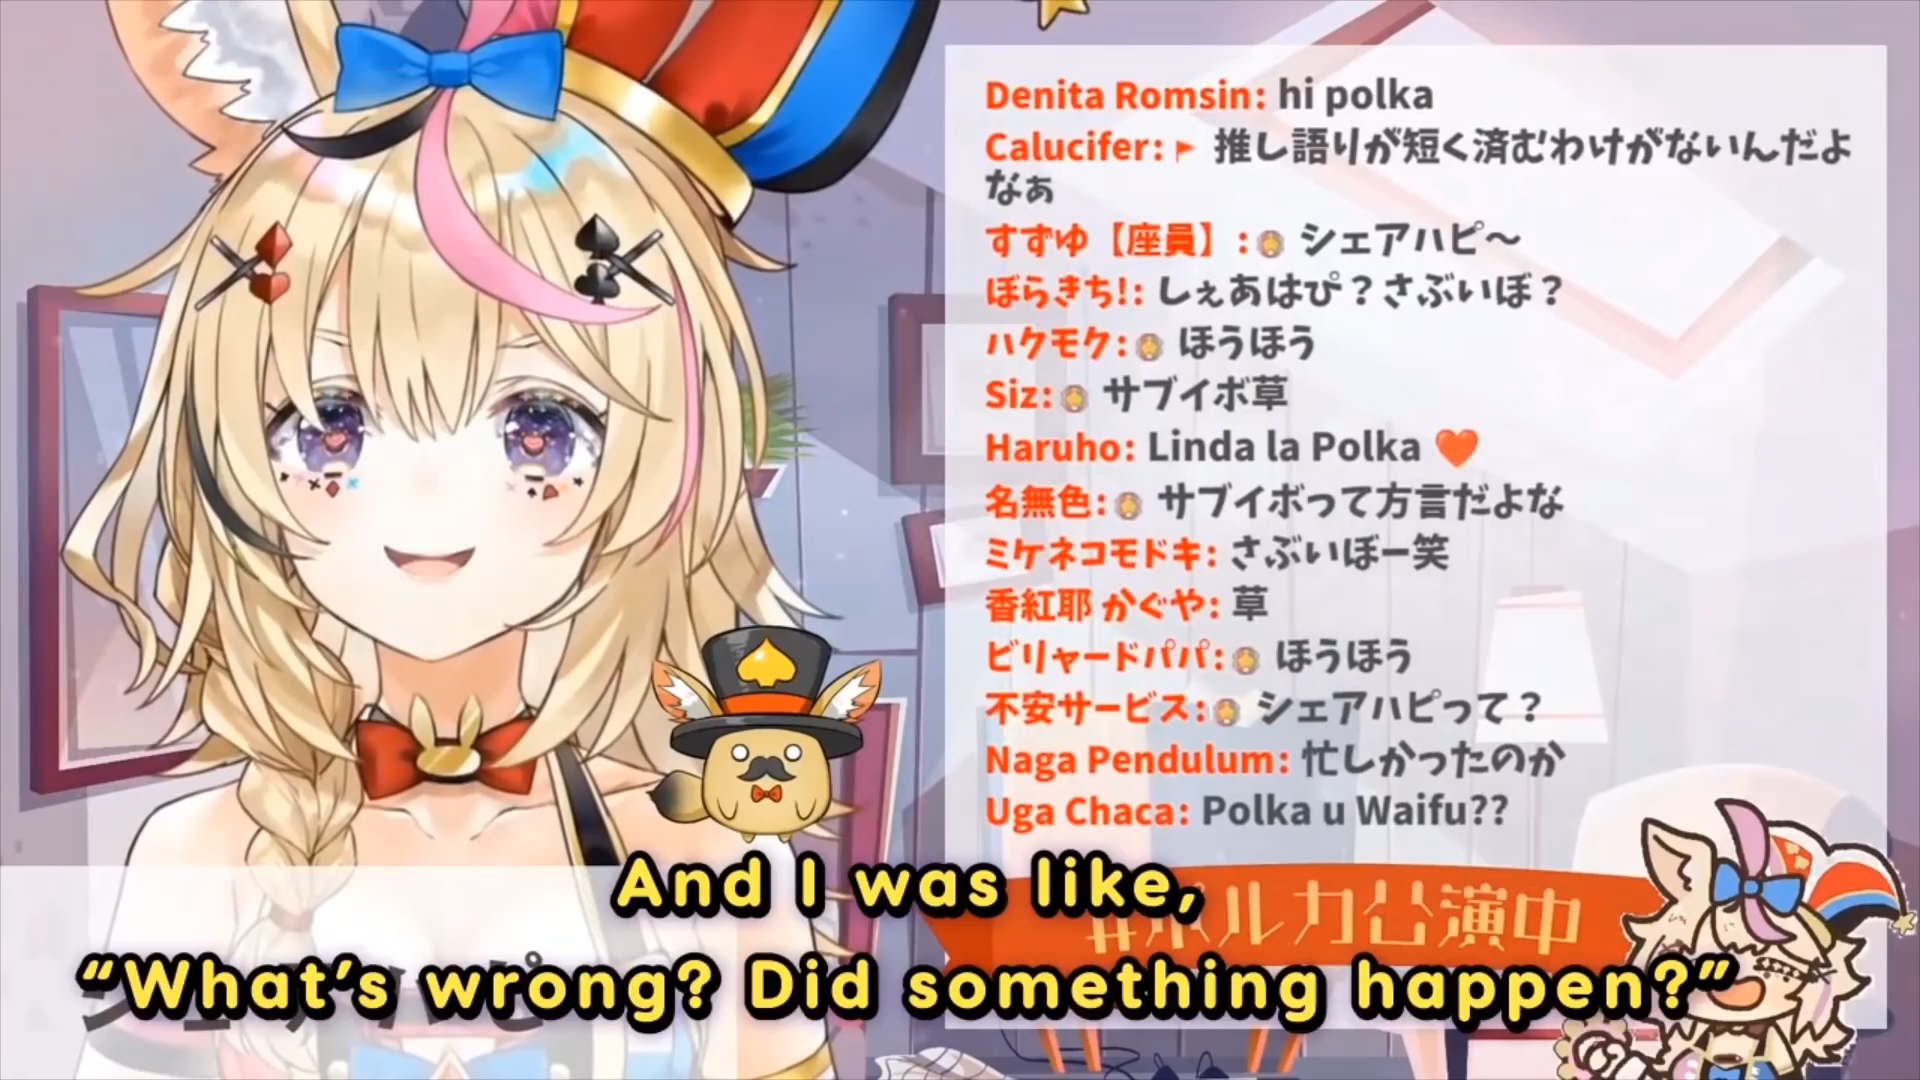 Denita Romsin: hi polka
Calucifer: 推し語りが短く済むわけがないんだよ
なぁ
すずゆ【座員】: シェアハピ～
ぽらきち!: しぇあはぴ？さぶいぼ？
ハクモク: ほうほう
Siz: サブイボ草
Haruho: Linda la Polka
名無色: サブイボって方言だよな
ミケネコモドキ: さぶいぼー笑
香紅耶 かぐや: 草
ビリャードパパ: ほうほう
不安サービス: シェアハピって？
Naga Pendulum: 忙しかったのか
Uga Chaca: Polka u Waifu??
#ポルカ公演中
And I was like,
“What’s wrong? Did something happen?”